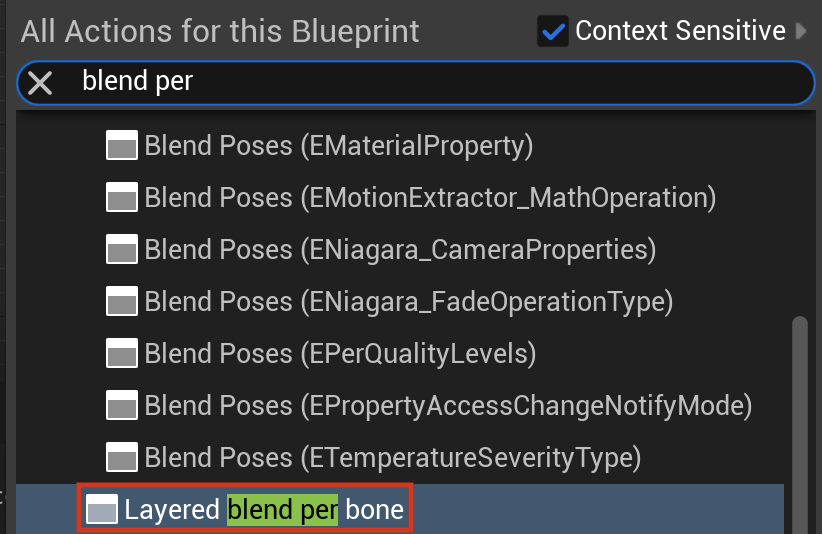 All Actions for this Blueprint Context Sensitive
blend per
Blend Poses (EMaterialProperty)
Blend Poses (EMotionExtractor_MathOperation)
Blend Poses (ENiagara_CameraProperties)
Blend Poses (ENiagara_FadeOperationType)
Blend Poses (EPerQualityLevels)
Blend Poses (EPropertyAccessChangeNotifyMode)
Blend Poses (ETemperatureSeverityType)
Layered blend per bone